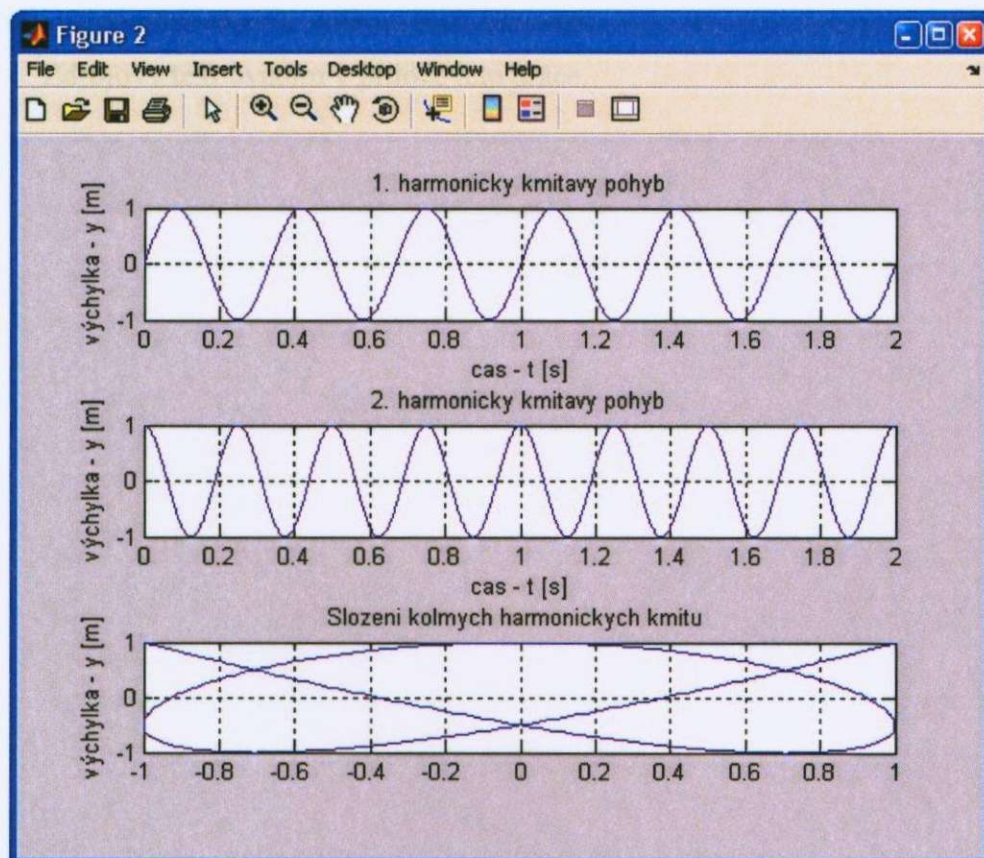 Figure 2
File Edit View Insert Tools Desktop Window Help
1. harmonicky kmitavy pohyb
výchylka - y [m]
1
0
-1
0 0.2 0.4 0.6 0.8 1 1.2 1.4 1.6 1.8 2
cas - t [s]
2. harmonicky kmitavy pohyb
výchylka - y [m]
1
0
-1
0 0.2 0.4 0.6 0.8 1 1.2 1.4 1.6 1.8 2
cas - t [s]
Slozeni kolmych harmonickych kmitu
výchylka - y [m]
1
0
-1
-1 -0.8 -0.6 -0.4 -0.2 0 0.2 0.4 0.6 0.8 1